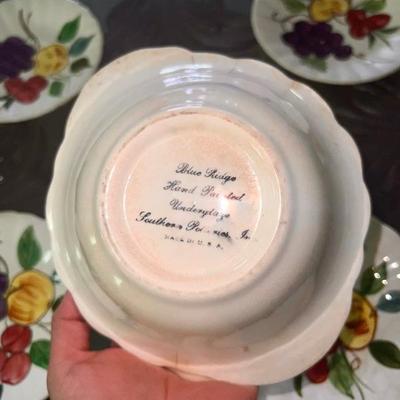 Blue Ridge
Hand Painted
Underglaze
Southern Potteries, Inc.
MADE IN U.S.A.